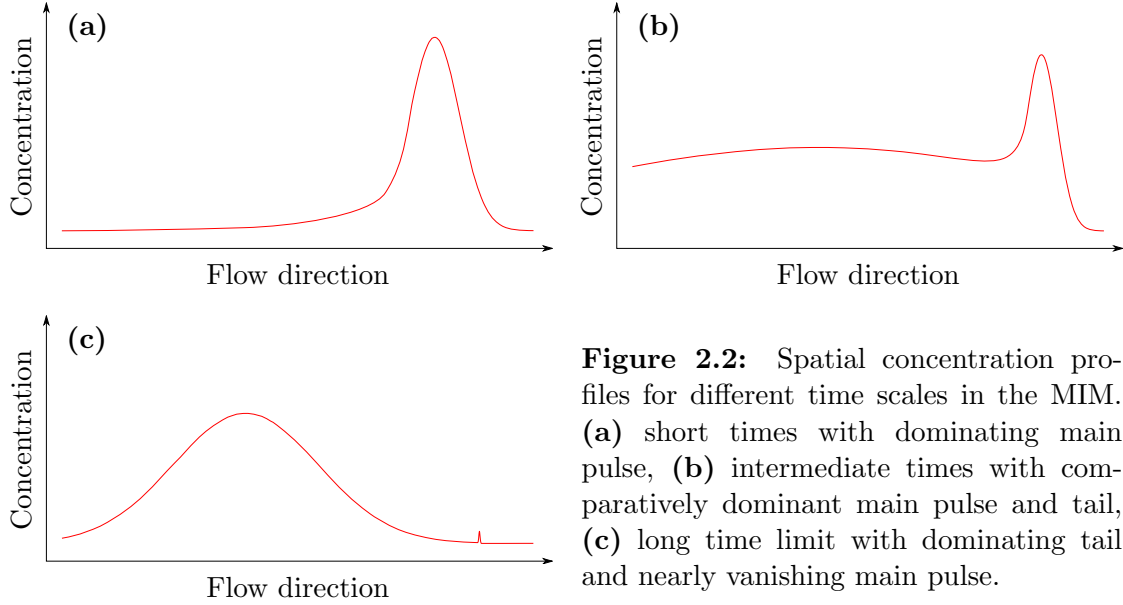 (a)
Concentration
Flow direction
(b)
Concentration
Flow direction
(c)
Concentration
Flow direction
Figure 2.2: Spatial concentration pro-
files for different time scales in the MIM.
(a) short times with dominating main
pulse, (b) intermediate times with com-
paratively dominant main pulse and tail,
(c) long time limit with dominating tail
and nearly vanishing main pulse.